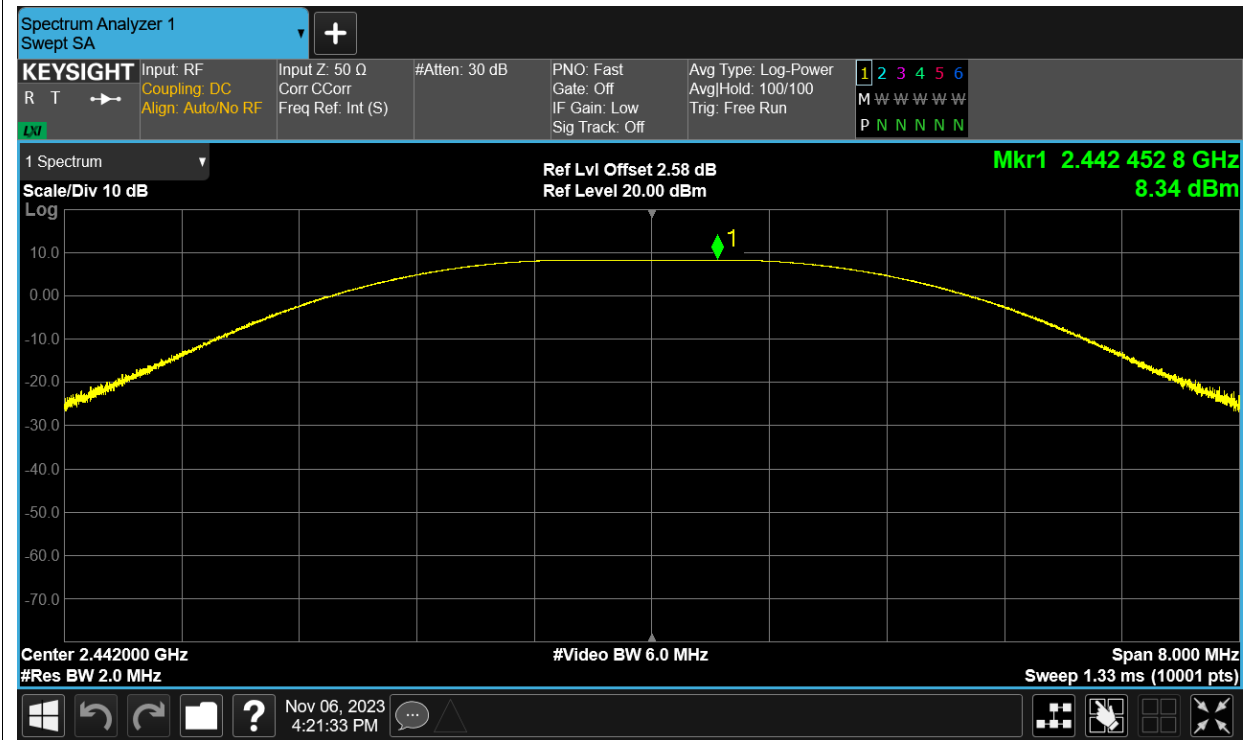 Spectrum Analyzer 1
Swept SA
KEYSIGHT
R T
LXI
Input: RF
Coupling: DC
Align: Auto/No RF
Input Z: 50 Ω
Corr CCorr
Freq Ref: Int (S)
#Atten: 30 dB
PNO: Fast
Gate: Off
IF Gain: Low
Sig Track: Off
Avg Type: Log-Power
Avg|Hold: 100/100
Trig: Free Run
1 2 3 4 5 6
M W W W W W
P N N N N N
1 Spectrum
Scale/Div 10 dB
Log
Ref Lvl Offset 2.58 dB
Ref Level 20.00 dBm
Mkr1 2.442 452 8 GHz
8.34 dBm
1
10.0
0.00
-10.0
-20.0
-30.0
-40.0
-50.0
-60.0
-70.0
Center 2.442000 GHz
#Res BW 2.0 MHz
#Video BW 6.0 MHz
Span 8.000 MHz
Sweep 1.33 ms (10001 pts)
?
Nov 06, 2023
4:21:33 PM